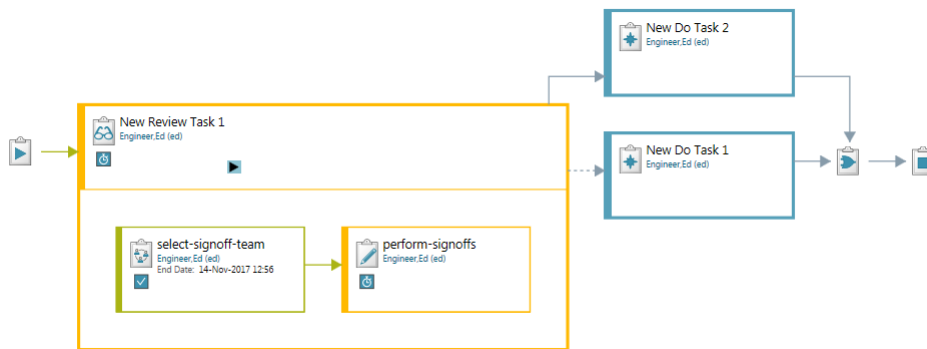 New Do Task 2
Engineer,Ed (ed)
New Review Task 1
Engineer,Ed (ed)
New Do Task 1
Engineer,Ed (ed)
select-signoff-team
Engineer,Ed (ed)
End Date: 14-Nov-2017 12:56
perform-signoffs
Engineer,Ed (ed)